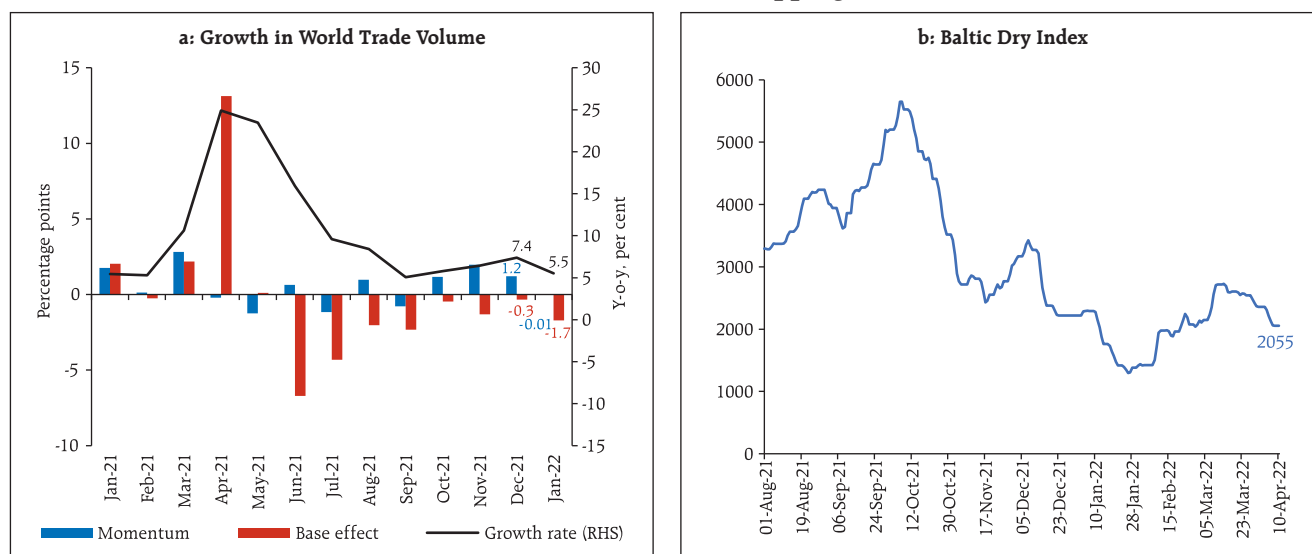 a: Growth in World Trade Volume
15
10
5
0
-5
-10
Percentage points
30
25
20
15
10
5
0
-5
-10
-15
Y-o-y, per cent
7.4
5.5
1.2
-0.3
-0.01
-1.7
Jan-21
Feb-21
Mar-21
Apr-21
May-21
Jun-21
Jul-21
Aug-21
Sep-21
Oct-21
Nov-21
Dec-21
Jan-22
Momentum
Base effect
Growth rate (RHS)
b: Baltic Dry Index
6000
5000
4000
3000
2000
1000
0
2055
01-Aug-21
19-Aug-21
06-Sep-21
24-Sep-21
12-Oct-21
30-Oct-21
17-Nov-21
05-Dec-21
23-Dec-21
10-Jan-22
28-Jan-22
15-Feb-22
05-Mar-22
23-Mar-22
10-Apr-22